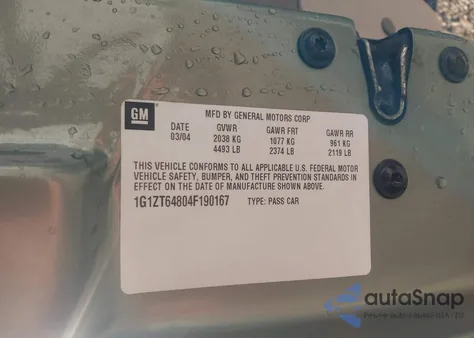 GM
MFD BY GENERAL MOTORS CORP
DATE GVWR GAWR FRT GAWR RR
03/04 2038 KG 1077 KG 961 KG
4493 LB 2374 LB 2119 LB
THIS VEHICLE CONFORMS TO ALL APPLICABLE U.S. FEDERAL MOTOR
VEHICLE SAFETY, BUMPER, AND THEFT PREVENTION STANDARDS IN
EFFECT ON THE DATE OF MANUFACTURE SHOWN ABOVE.
1G1ZT64804F190167 TYPE: PASS CAR
autoSnap